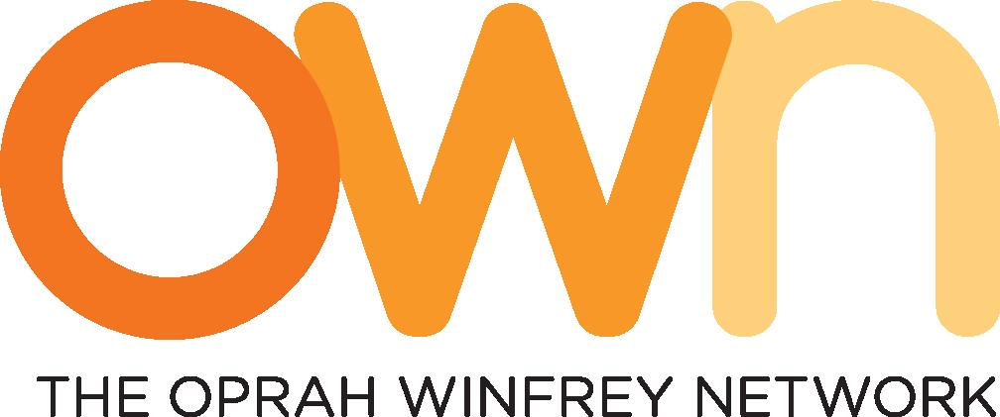 own
THE OPRAH WINFREY NETWORK